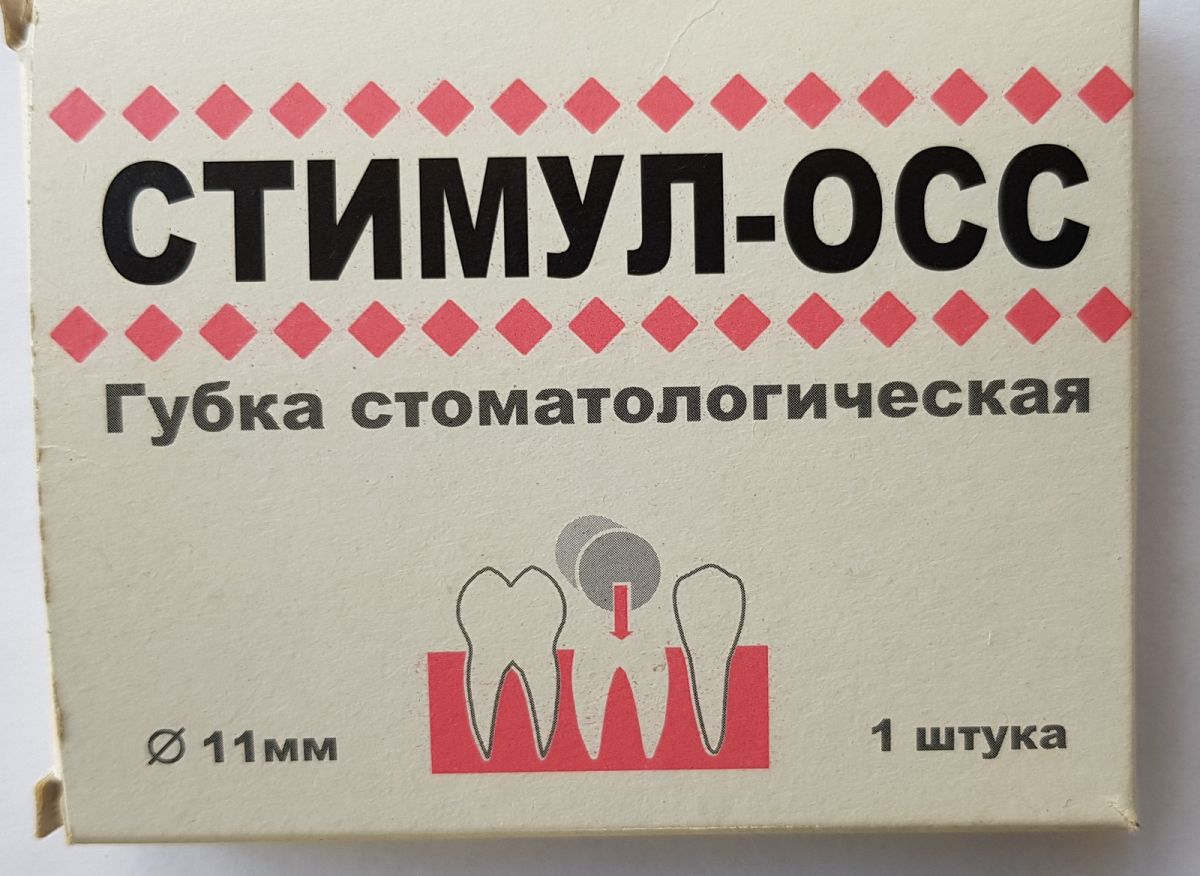 СТИМУЛ-ОСС
Губка стоматологическая
Ø 11мм
1 штука